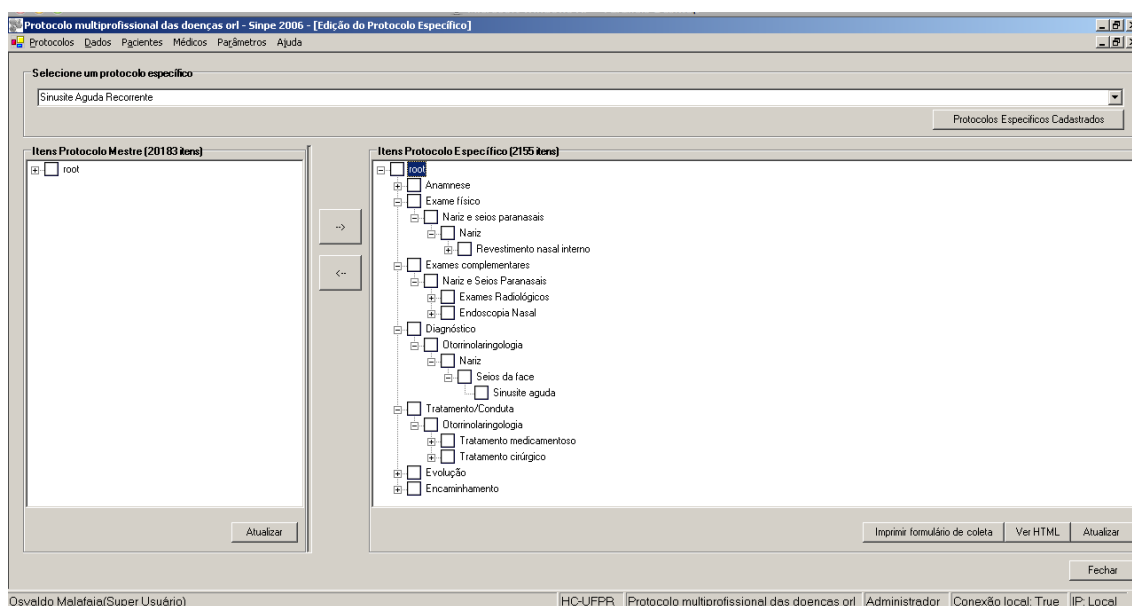 Protocolo multiprofissional das doenças orl - Sinpe 2006 - [Edição do Protocolo Específico]
Protocolos Dados Pacientes Médicos Parâmetros Ajuda
Selecione um protocolo específico
Sinusite Aguda Recorrente
Protocolos Específicos Cadastrados
Itens Protocolo Mestre (20183 itens)
root
-->
<--
Atualizar
Itens Protocolo Específico (2155 itens)
root
Anamnese
Exame físico
Nariz e seios paranasais
Nariz
Revestimento nasal interno
Exames complementares
Nariz e Seios Paranasais
Exames Radiológicos
Endoscopia Nasal
Diagnóstico
Otorrinolaringologia
Nariz
Seios da face
Sinusite aguda
Tratamento/Conduta
Otorrinolaringologia
Tratamento medicamentoso
Tratamento cirúrgico
Evolução
Encaminhamento
Imprimir formulário de coleta Ver HTML Atualizar
Fechar
Osvaldo Malafaia(Super Usuário) HC-UFPR Protocolo multiprofissional das doenças orl Administrador Conexão local: True IP: Local